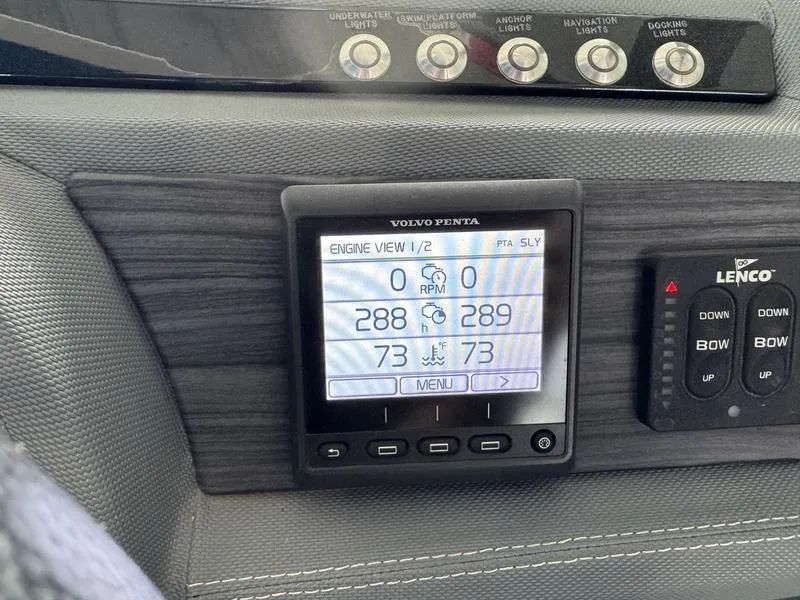 UNDERWATER LIGHTS
SWIM PLATFORM LIGHTS
ANCHOR LIGHTS
NAVIGATION LIGHTS
DOCKING LIGHTS
VOLVO PENTA
ENGINE VIEW 1/2 PTA SLY
0 RPM 0
288 h 289
73 °F 73
MENU >
LENCO
DOWN DOWN
BOW BOW
UP UP